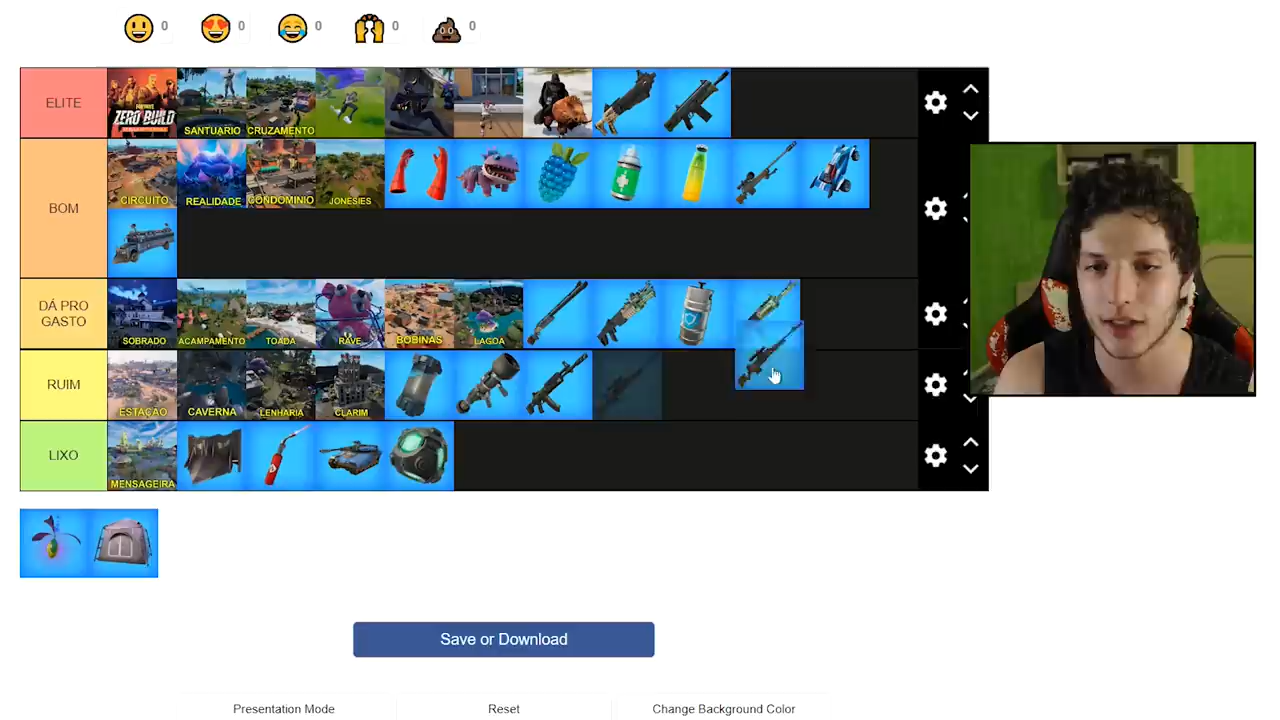 0 0 0 0 0
ELITE
FORTNITE
ZERO BUILD
SANTUÁRIO
CRUZAMENTO
BOM
CIRCUITO
REALIDADE
CONDOMINIO
JONESIES
DÁ PRO
GASTO
SOBRADO
ACAMPAMENTO
TOADA
RAVE
BOBINAS
LAGOA
RUIM
ESTAÇÃO
CAVERNA
LENHARIA
CLARIM
LIXO
MENSAGEIRA
Save or Download
Presentation Mode
Reset
Change Background Color